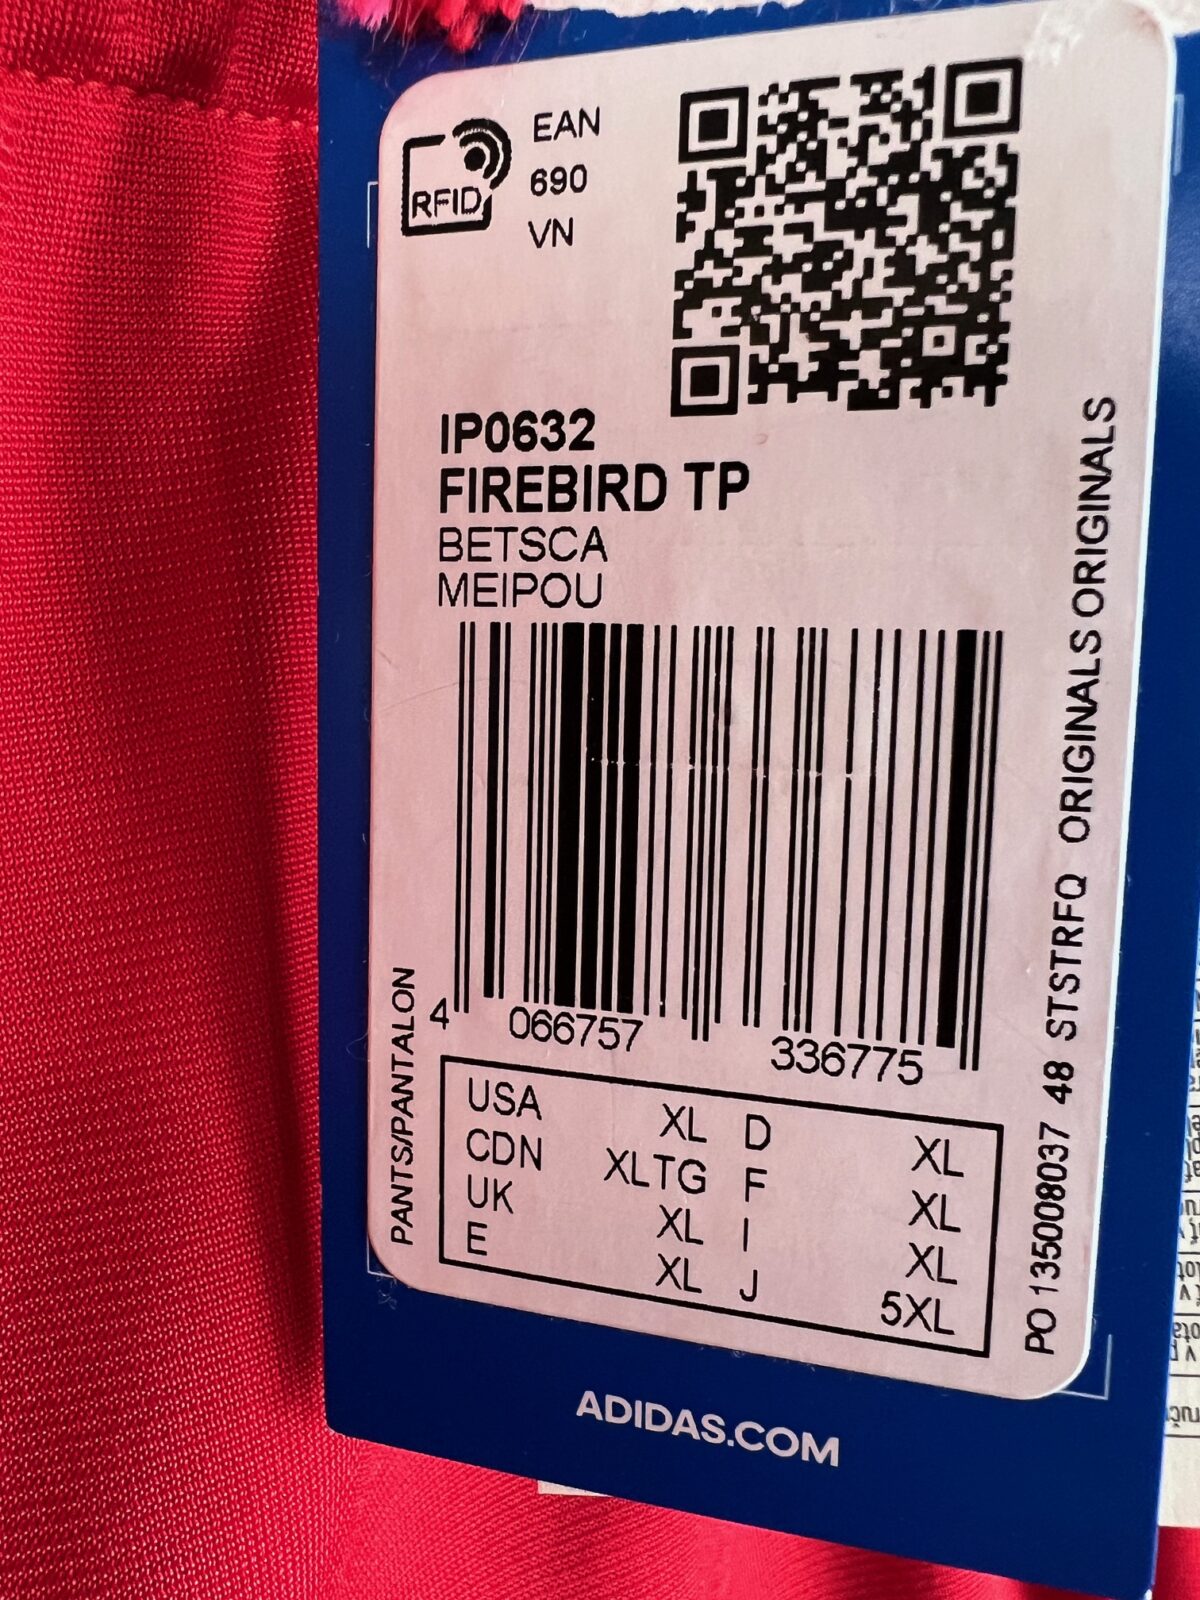 RFID
EAN
690
VN
IP0632
FIREBIRD TP
BETSCA
MEIPOU
4 066757 336775
PANTS/PANTALON
USA XL D XL
CDN XLTG F XL
UK XL I XL
E XL J 5XL
PO 135008037 48 STSTRFQ ORIGINALS ORIGINALS
ADIDAS.COM